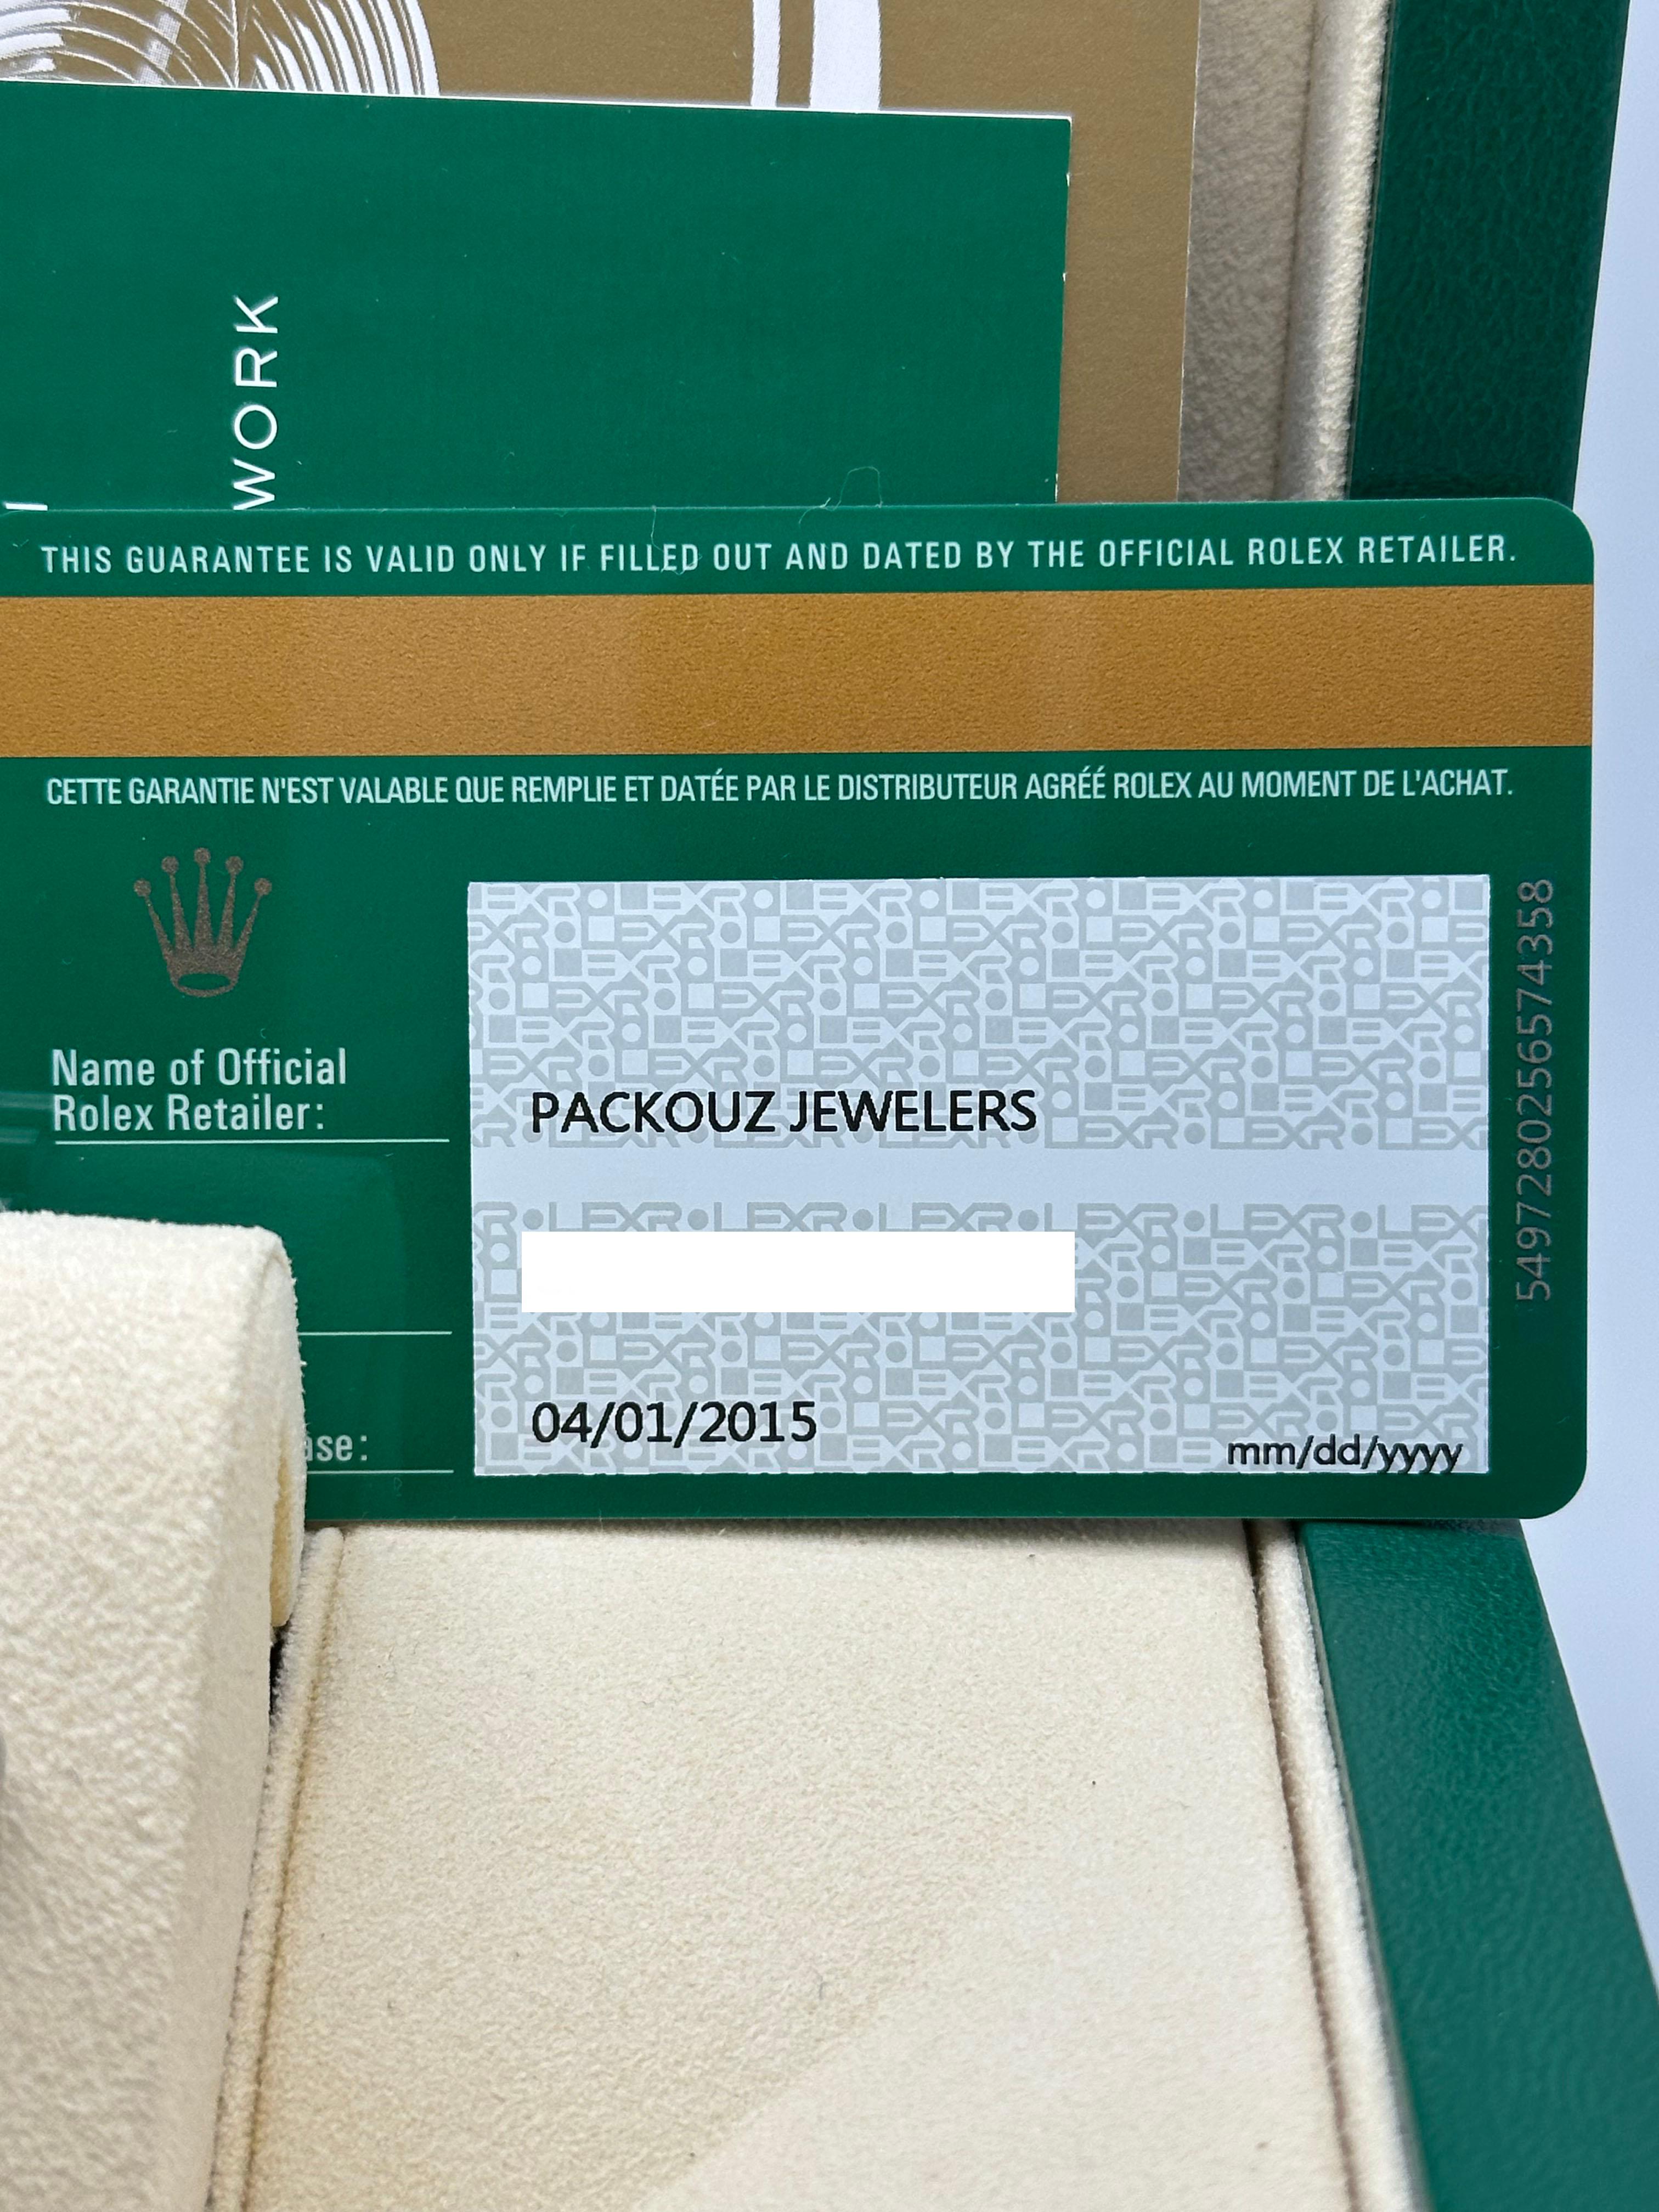 WORK
THIS GUARANTEE IS VALID ONLY IF FILLED OUT AND DATED BY THE OFFICIAL ROLEX RETAILER.
CETTE GARANTIE N'EST VALABLE QUE REMPLIE ET DATÉE PAR LE DISTRIBUTEUR AGRÉÉ ROLEX AU MOMENT DE L'ACHAT.
Name of Official
Rolex Retailer:
PACKOUZ JEWELERS
ase:
04/01/2015
mm/dd/yyyy
5497280256574358